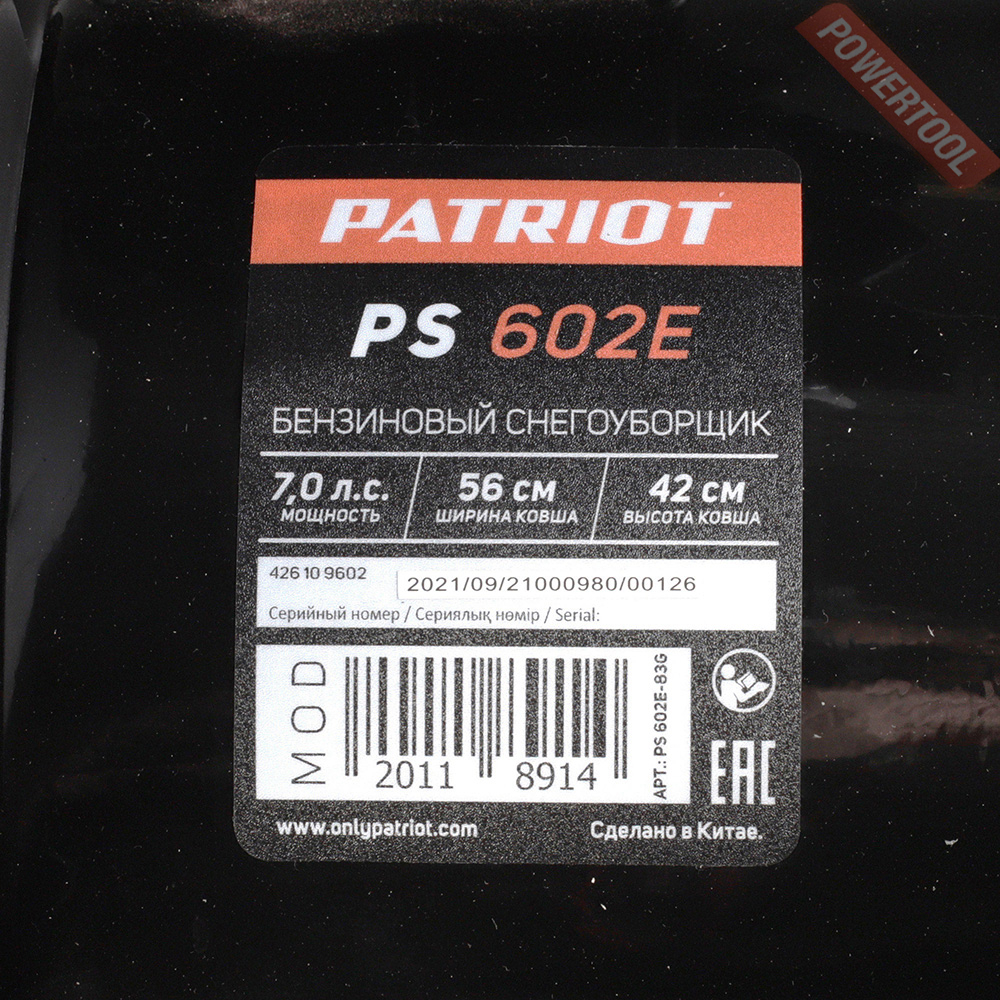 POWERTOOL
PATRIOT
PS 602E
БЕНЗИНОВЫЙ СНЕГОУБОРЩИК
7,0 л.с. 56 см 42 см
МОЩНОСТЬ ШИРИНА КОВША ВЫСОТА КОВША
426 10 9602 2021/09/21000980/00126
Серийный номер / Сериялық нөмір / Serial:
MOD
2011 8914
АРТ.: PS 602E-83G
EAC
www.onlypatriot.com Сделано в Китае.